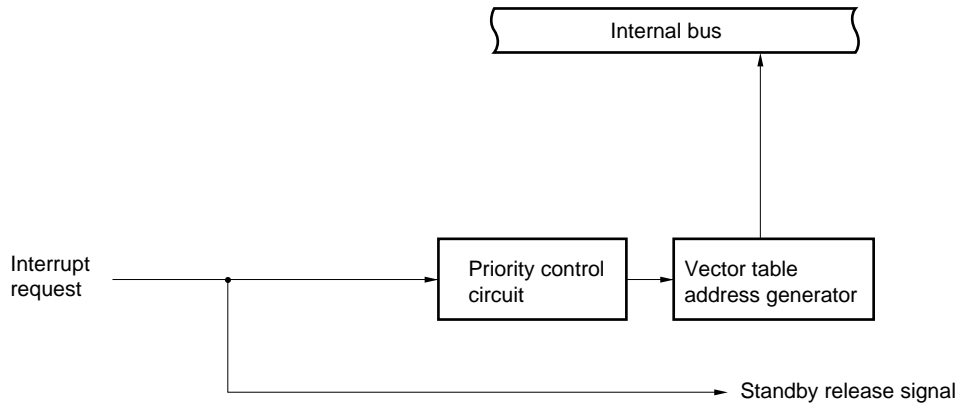 Internal bus
Interrupt
request
Priority control
circuit
Vector table
address generator
Standby release signal